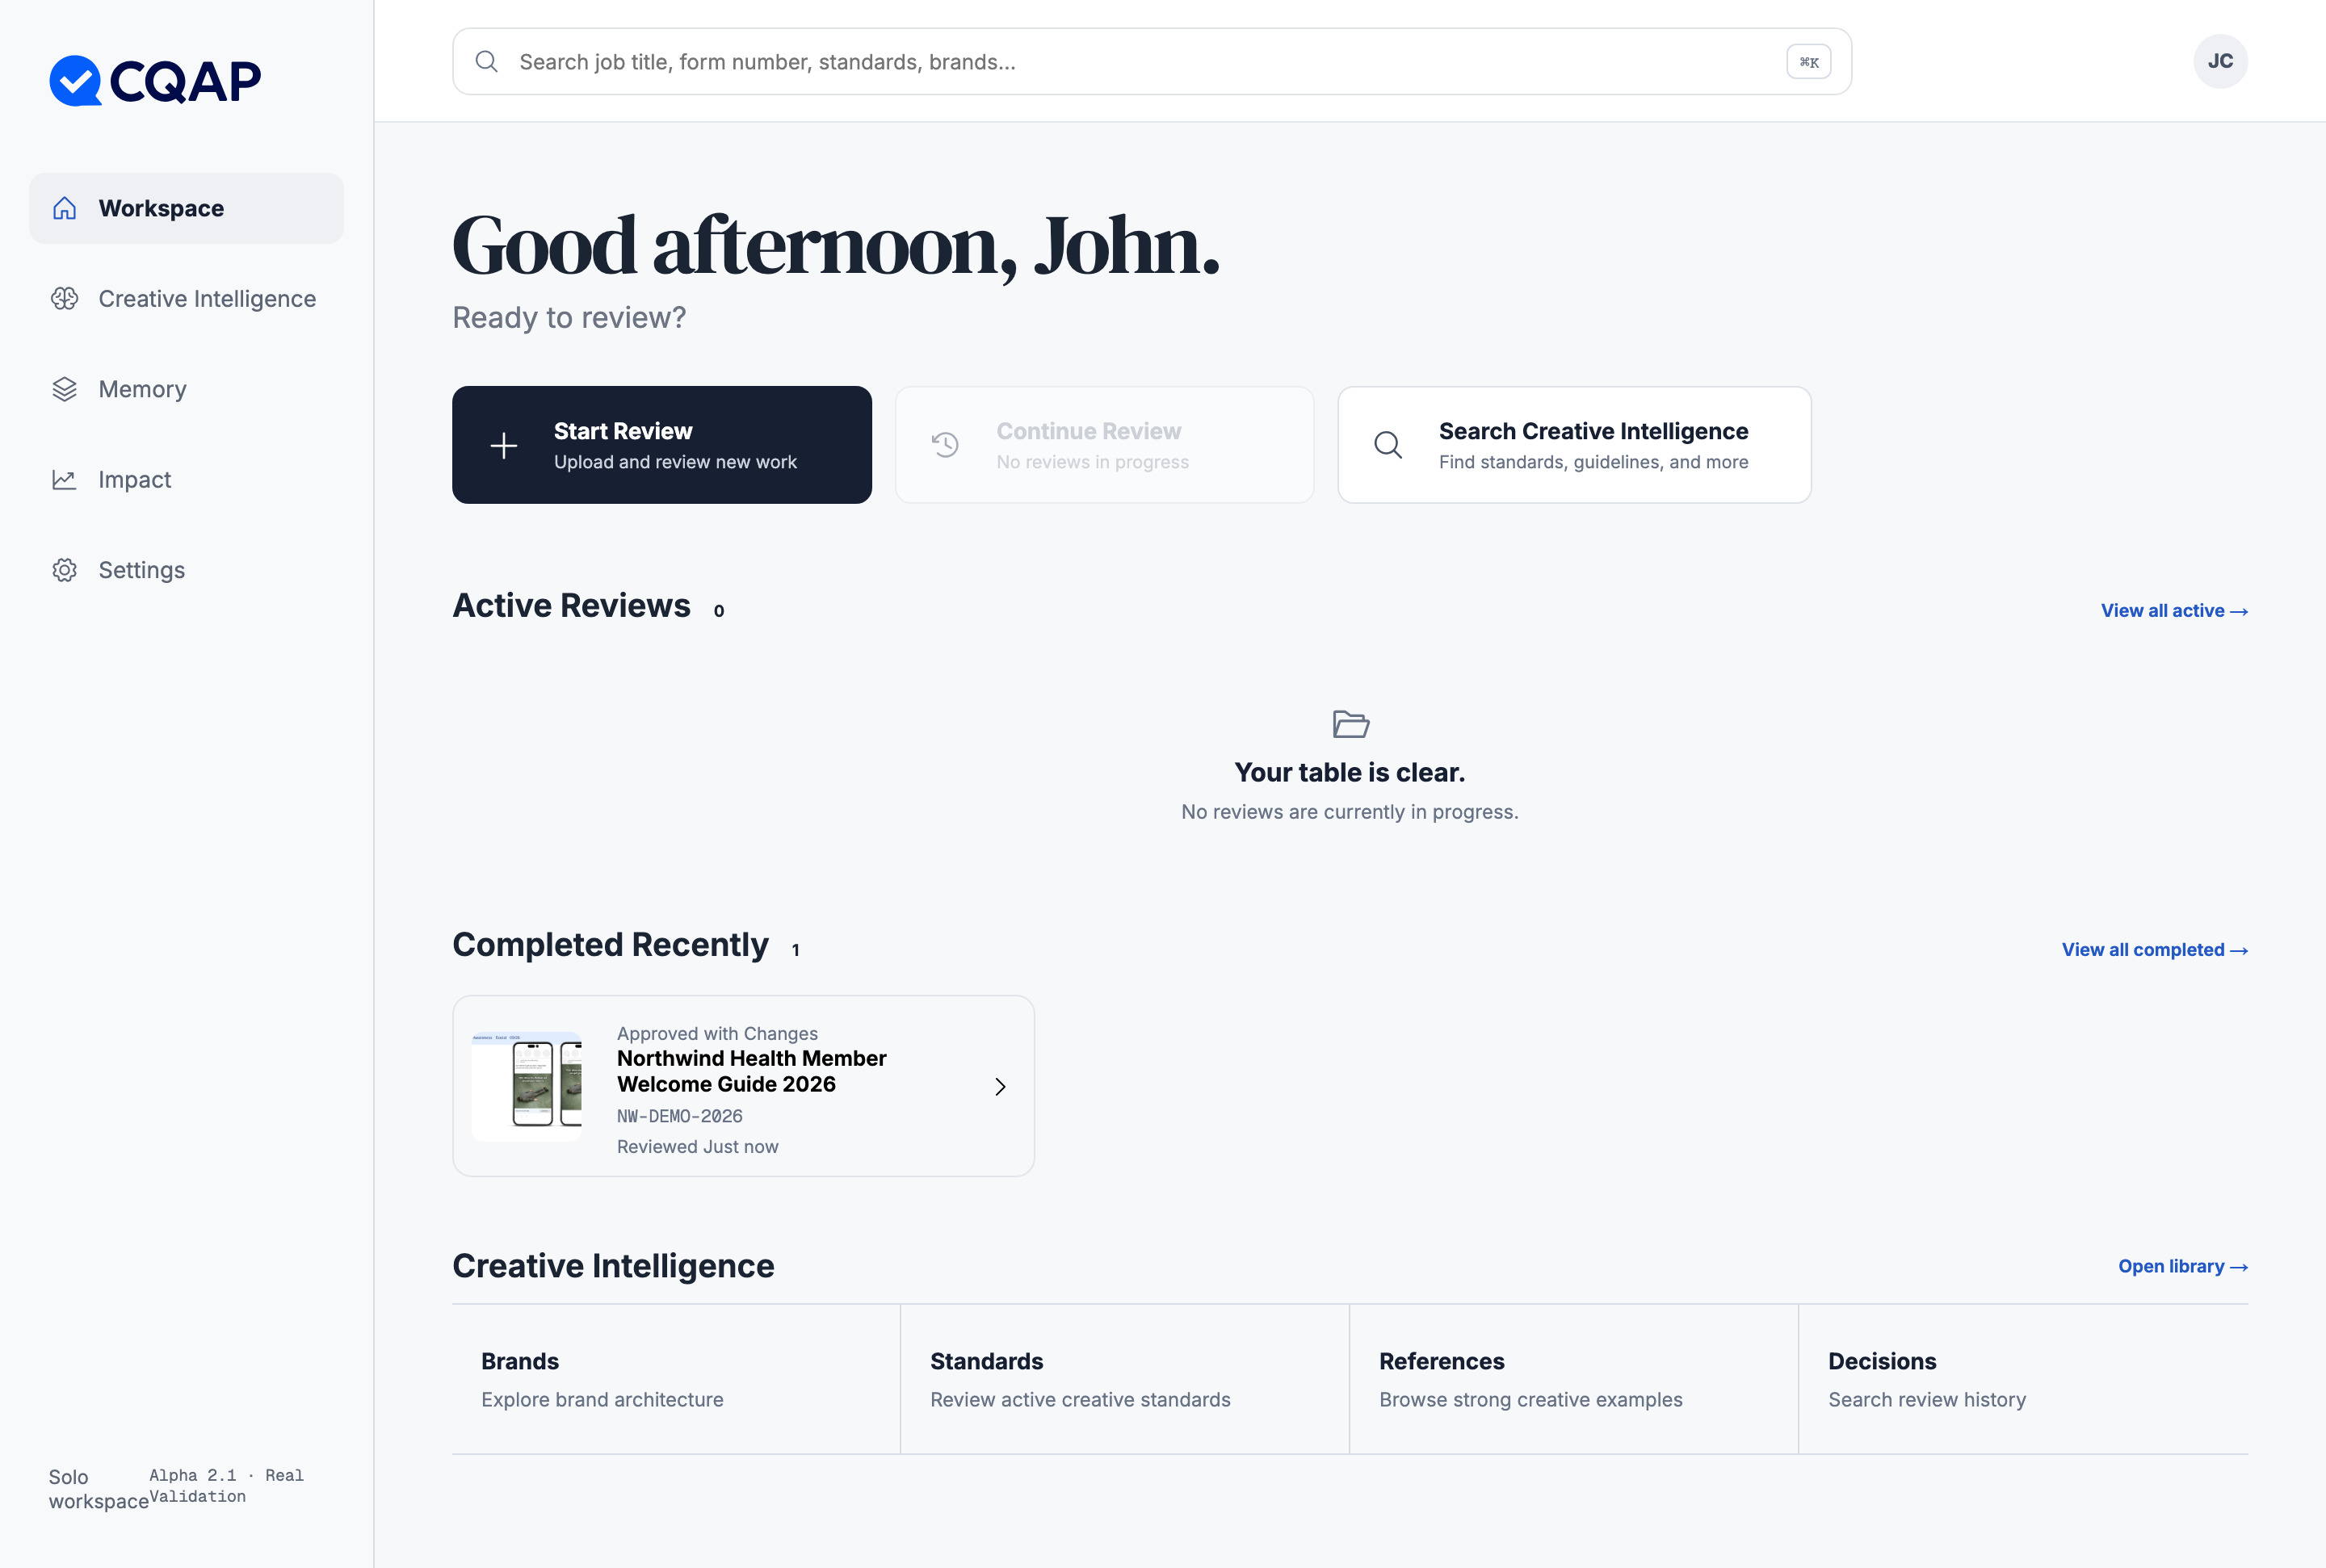 CQAP
Search job title, form number, standards, brands...
⌘K
JC
Workspace
Creative Intelligence
Memory
Impact
Settings
Good afternoon, John.
Ready to review?
Start Review
Upload and review new work
Continue Review
No reviews in progress
Search Creative Intelligence
Find standards, guidelines, and more
Active Reviews 0
View all active →
Your table is clear.
No reviews are currently in progress.
Completed Recently 1
View all completed →
Approved with Changes
Northwind Health Member
Welcome Guide 2026
NW-DEMO-2026
Reviewed Just now
Creative Intelligence
Open library →
Brands
Explore brand architecture
Standards
Review active creative standards
References
Browse strong creative examples
Decisions
Search review history
Solo
workspace
Alpha 2.1 · Real
Validation